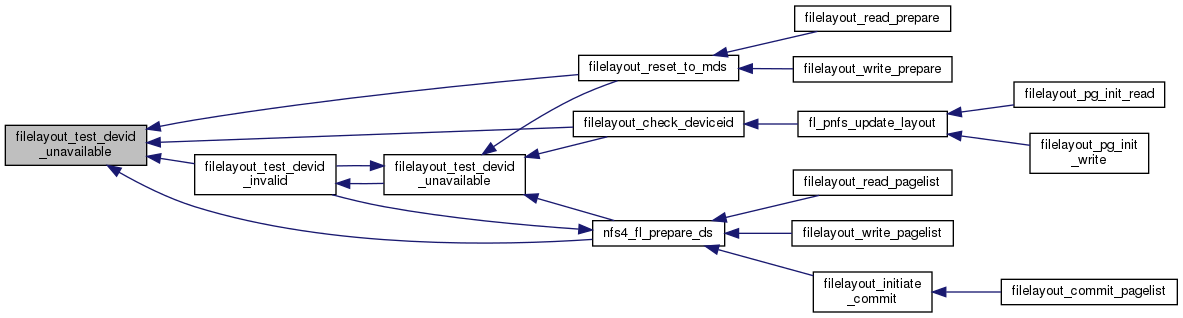 filelayout_read_prepare
filelayout_reset_to_mds
filelayout_write_prepare
filelayout_pg_init_read
filelayout_test_devid
_unavailable
filelayout_check_deviceid
fl_pnfs_update_layout
filelayout_pg_init
_write
filelayout_test_devid
_invalid
filelayout_test_devid
_unavailable
filelayout_read_pagelist
nfs4_fl_prepare_ds
filelayout_write_pagelist
filelayout_initiate
_commit
filelayout_commit_pagelist